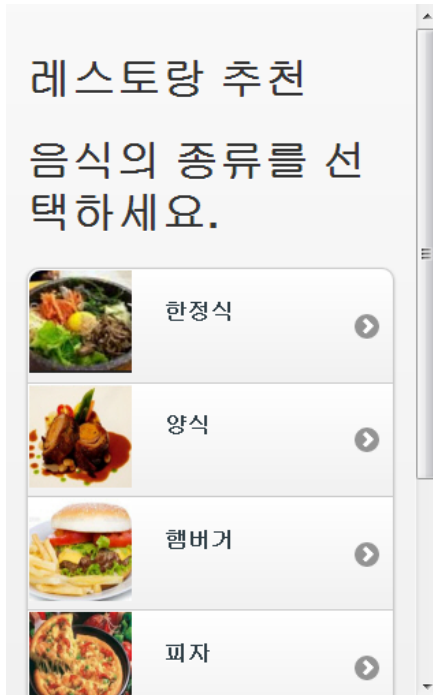 레스토랑 추천
음식의 종류를 선
택하세요.
한정식
양식
햄버거
피자